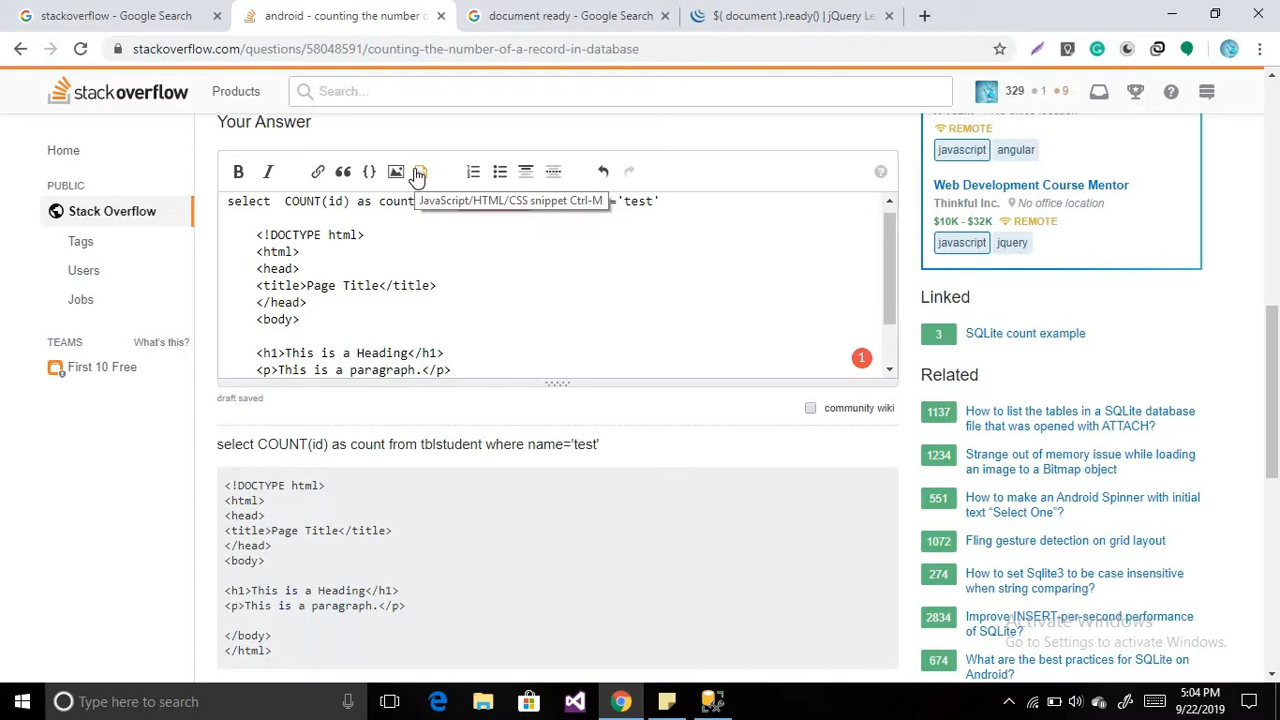 stackoverflow - Google Search
android - counting the number o
document ready - Google Search
$( document ).ready() | jQuery Le
stackoverflow.com/questions/58048591/counting-the-number-of-a-record-in-database
stackoverflow
Products
Search...
329 1 9
Your Answer
Home
PUBLIC
Stack Overflow
Tags
Users
Jobs
TEAMS What's this?
First 10 Free
B I
JavaScript/HTML/CSS snippet Ctrl-M
select  COUNT(id) as count ='test'
<!DOCTYPE html>
<html>
<head>
<title>Page Title</title>
</head>
<body>
<h1>This is a Heading</h1>
<p>This is a paragraph.</p>
1
draft saved
community wiki
select COUNT(id) as count from tblstudent where name='test'
<!DOCTYPE html>
<html>
<head>
<title>Page Title</title>
</head>
<body>
<h1>This is a Heading</h1>
<p>This is a paragraph.</p>
</body>
</html>
REMOTE
javascript angular
Web Development Course Mentor
Thinkful Inc. No office location
$10K - $32K REMOTE
javascript jquery
Linked
3 SQLite count example
Related
1137 How to list the tables in a SQLite database
file that was opened with ATTACH?
1234 Strange out of memory issue while loading
an image to a Bitmap object
551 How to make an Android Spinner with initial
text “Select One”?
1072 Fling gesture detection on grid layout
274 How to set Sqlite3 to be case insensitive
when string comparing?
2834 Improve INSERT-per-second performance
of SQLite?
674 What are the best practices for SQLite on
Android?
Activate Windows
Go to Settings to activate Windows.
Type here to search
5:04 PM
9/22/2019